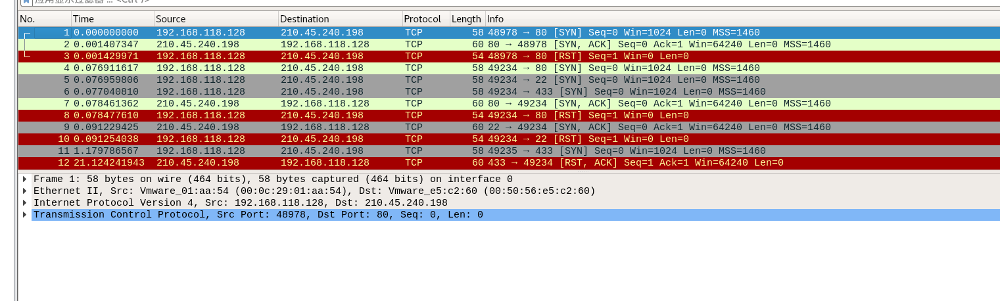 应用显示过滤器 … <Ctrl-/>
No. Time Source Destination Protocol Length Info
1 0.000000000 192.168.118.128 210.45.240.198 TCP 58 48978 → 80 [SYN] Seq=0 Win=1024 Len=0 MSS=1460
2 0.001407347 210.45.240.198 192.168.118.128 TCP 60 80 → 48978 [SYN, ACK] Seq=0 Ack=1 Win=64240 Len=0 MSS=1460
3 0.001429971 192.168.118.128 210.45.240.198 TCP 54 48978 → 80 [RST] Seq=1 Win=0 Len=0
4 0.076911617 192.168.118.128 210.45.240.198 TCP 58 49234 → 80 [SYN] Seq=0 Win=1024 Len=0 MSS=1460
5 0.076959806 192.168.118.128 210.45.240.198 TCP 58 49234 → 22 [SYN] Seq=0 Win=1024 Len=0 MSS=1460
6 0.077040810 192.168.118.128 210.45.240.198 TCP 58 49234 → 433 [SYN] Seq=0 Win=1024 Len=0 MSS=1460
7 0.078461362 210.45.240.198 192.168.118.128 TCP 60 80 → 49234 [SYN, ACK] Seq=0 Ack=1 Win=64240 Len=0 MSS=1460
8 0.078477610 192.168.118.128 210.45.240.198 TCP 54 49234 → 80 [RST] Seq=1 Win=0 Len=0
9 0.091229425 210.45.240.198 192.168.118.128 TCP 60 22 → 49234 [SYN, ACK] Seq=0 Ack=1 Win=64240 Len=0 MSS=1460
10 0.091254038 192.168.118.128 210.45.240.198 TCP 54 49234 → 22 [RST] Seq=1 Win=0 Len=0
11 1.179786567 192.168.118.128 210.45.240.198 TCP 58 49235 → 433 [SYN] Seq=0 Win=1024 Len=0 MSS=1460
12 21.124241943 210.45.240.198 192.168.118.128 TCP 60 433 → 49234 [RST, ACK] Seq=1 Ack=1 Win=64240 Len=0
Frame 1: 58 bytes on wire (464 bits), 58 bytes captured (464 bits) on interface 0
Ethernet II, Src: Vmware_01:aa:54 (00:0c:29:01:aa:54), Dst: Vmware_e5:c2:60 (00:50:56:e5:c2:60)
Internet Protocol Version 4, Src: 192.168.118.128, Dst: 210.45.240.198
Transmission Control Protocol, Src Port: 48978, Dst Port: 80, Seq: 0, Len: 0